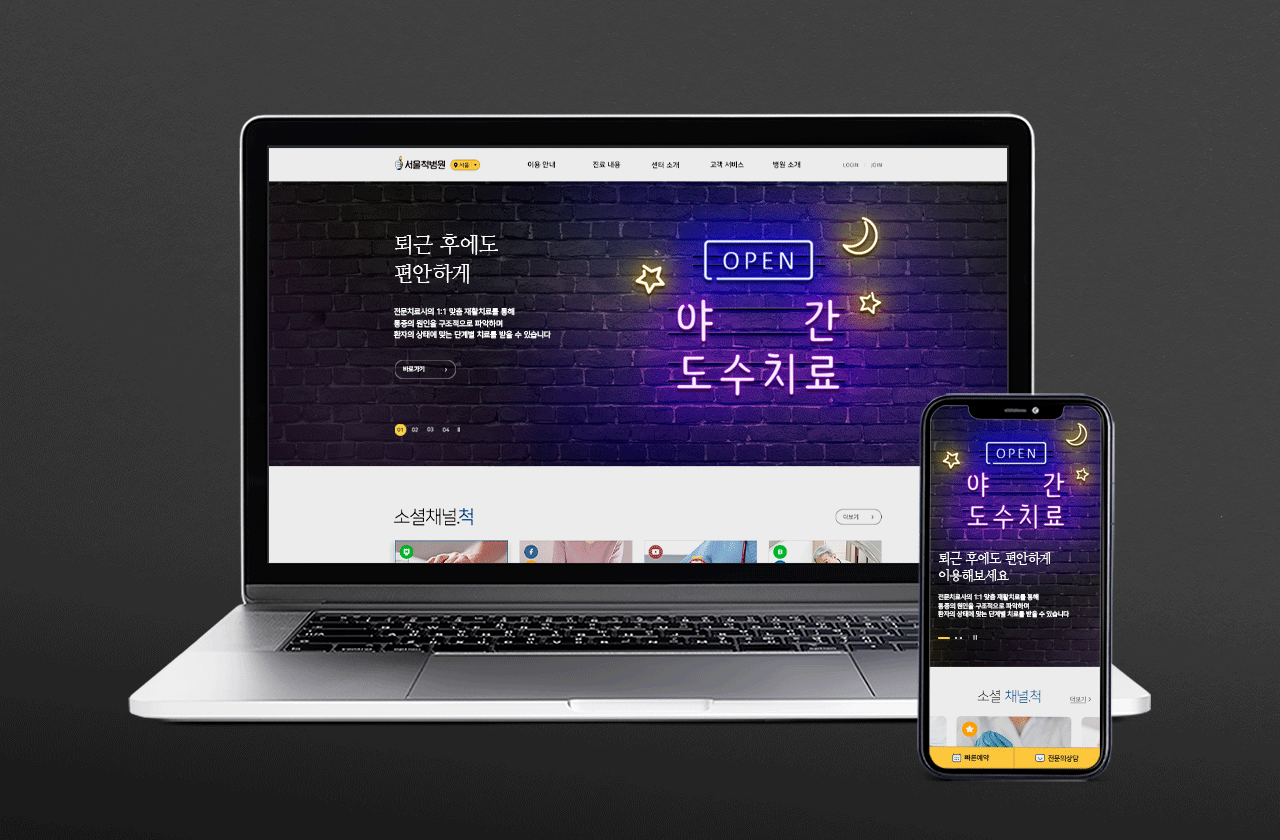 서울척병원
서울
이용 안내
진료 내용
센터 소개
고객 서비스
병원 소개
LOGIN
JOIN
퇴근 후에도
편안하게
전문치료사의 1:1 맞춤 재활치료를 통해
통증의 원인을 구조적으로 파악하여
환자의 상태에 맞는 단계별 치료를 받을 수 있습니다
바로가기
01 02 03 04
OPEN
야 간
도수치료
소셜채널.척
더보기
OPEN
야 간
도수치료
퇴근 후에도 편안하게
이용해보세요
전문치료사의 1:1 맞춤 재활치료를 통해
통증의 원인을 구조적으로 파악하여
환자의 상태에 맞는 단계별 치료를 받을 수 있습니다
소셜 채널.척
더보기
빠른예약
전문의상담